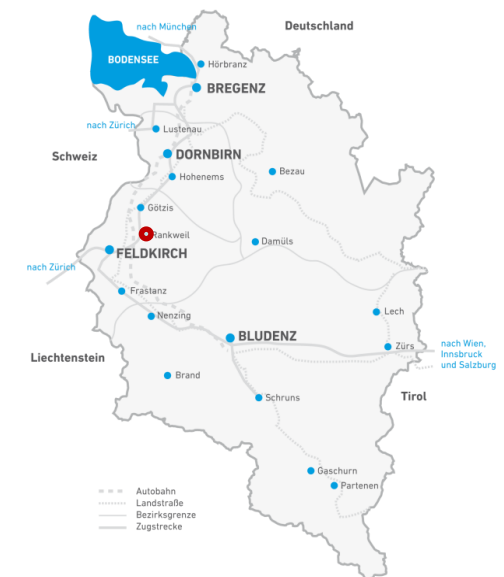 nach München
Deutschland
BODENSEE
Hörbranz
BREGENZ
nach Zürich
Lustenau
Schweiz
DORNBIRN
Bezau
Hohenems
Götzis
Rankweil
Damüls
FELDKIRCH
nach Zürich
Frastanz
Lech
Nenzing
BLUDENZ
Zürs
nach Wien,
Innsbruck
und Salzburg
Liechtenstein
Brand
Tirol
Schruns
Gaschurn
Partenen
Autobahn
Landstraße
Bezirksgrenze
Zugstrecke